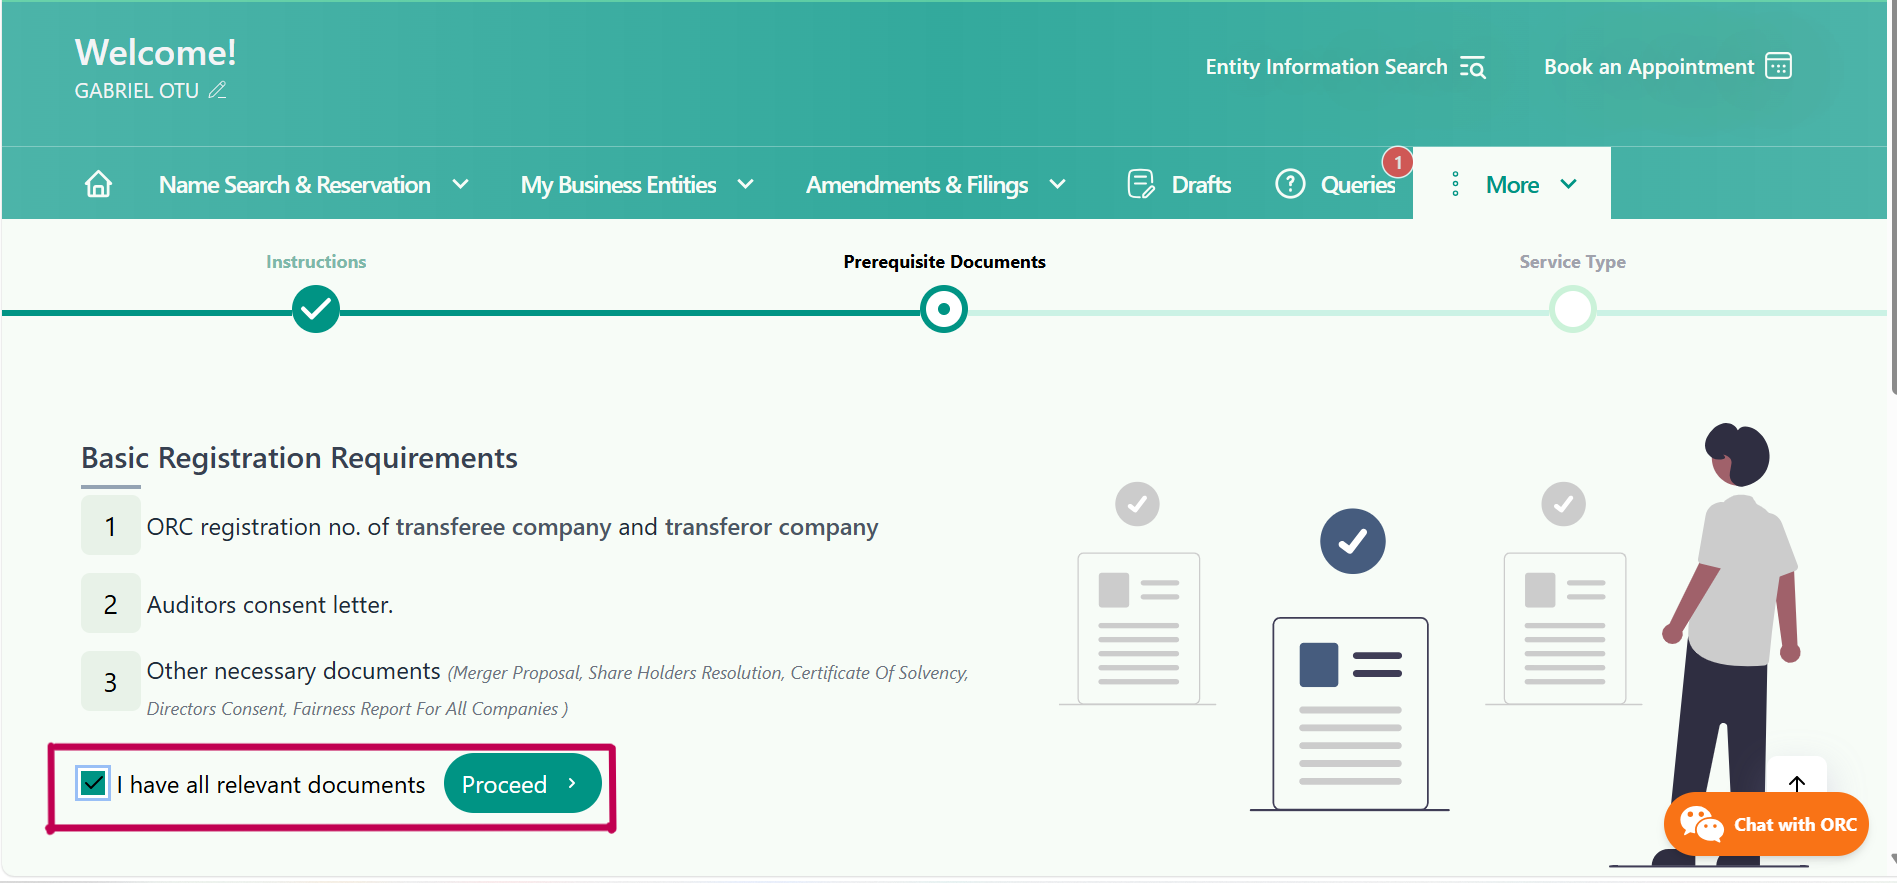 Welcome!
GABRIEL OTU
Entity Information Search
Book an Appointment
Name Search & Reservation
My Business Entities
Amendments & Filings
Drafts
Queries
1
More
Instructions
Prerequisite Documents
Service Type
Basic Registration Requirements
1 ORC registration no. of transferee company and transferor company
2 Auditors consent letter.
3 Other necessary documents (Merger Proposal, Share Holders Resolution, Certificate Of Solvency,
Directors Consent, Fairness Report For All Companies )
I have all relevant documents
Proceed
Chat with ORC